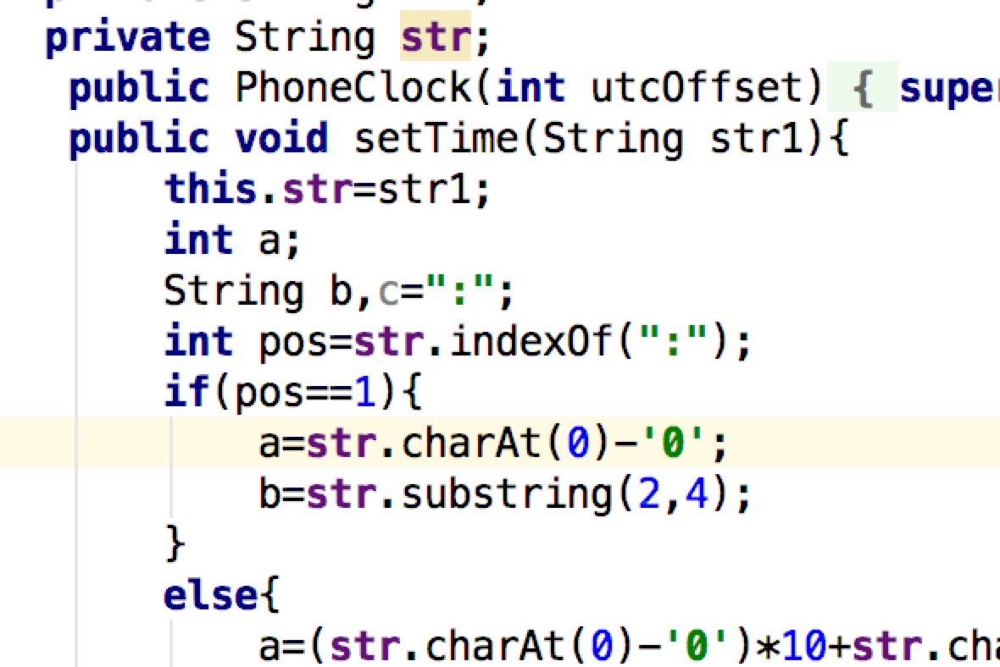 private String str;
public PhoneClock(int utcOffset) { super
public void setTime(String str1){
this.str=str1;
int a;
String b,c=":";
int pos=str.indexOf(":");
if(pos==1){
a=str.charAt(0)-'0';
b=str.substring(2,4);
}
else{
a=(str.charAt(0)-'0')*10+str.cha